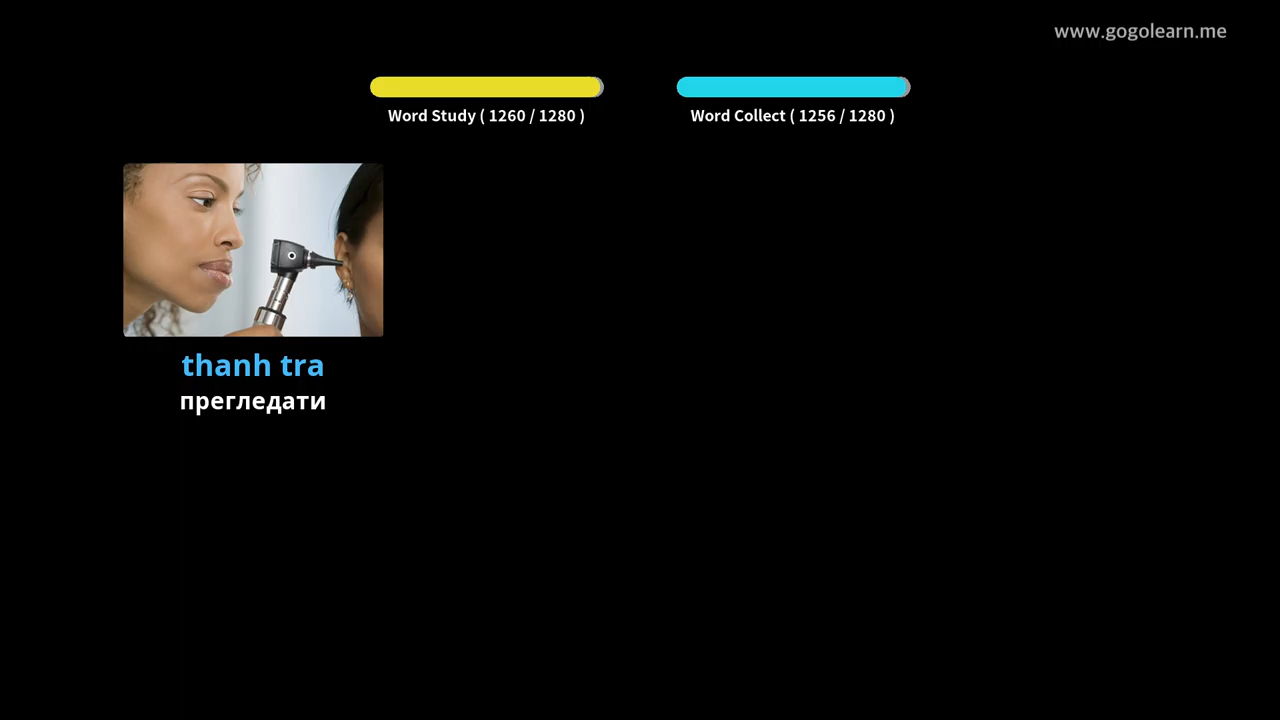 www.gogolearn.me
Word Study ( 1260 / 1280 )
Word Collect ( 1256 / 1280 )
thanh tra
прегледати